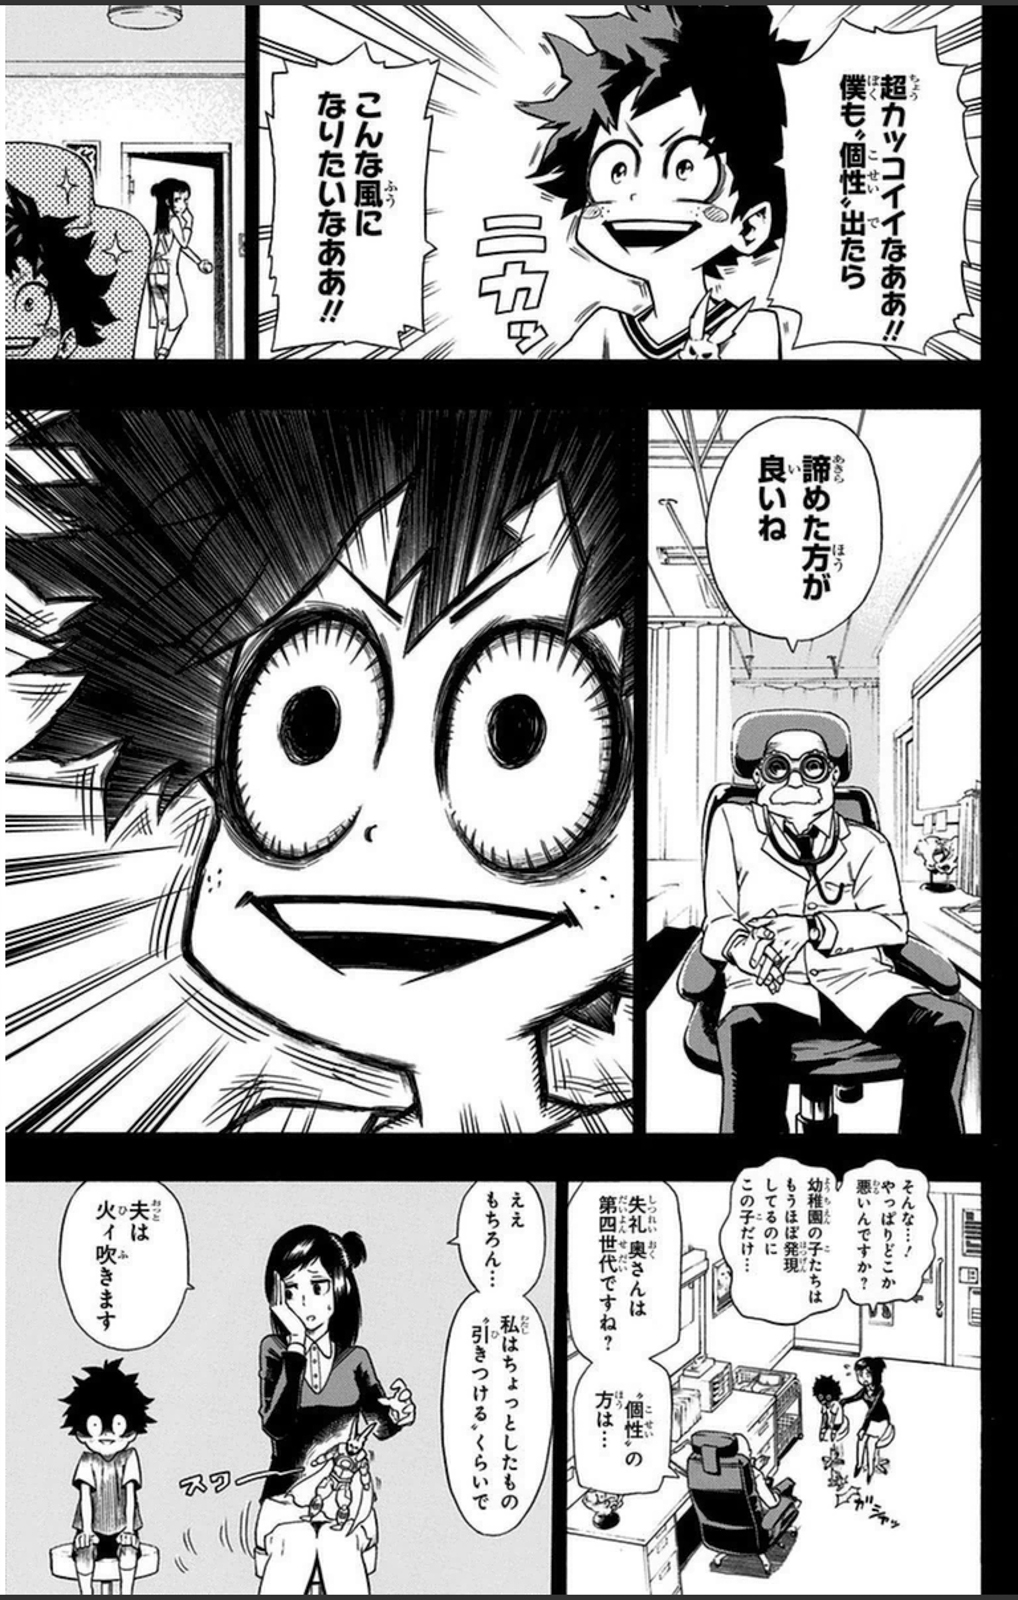 超カッコイイなああ!!
僕も〝個性〟出たら
こんな風に
なりたいなああ!!
ニカッ
諦めた方が
良いね
そんな…!
やっぱりどこか
悪いんですか?
幼稚園の子たちは
もうほぼ発現
してるのに
この子だけ…
ガシャッ
失礼 奥さんは
第四世代ですね?
〝個性〟の
方は…
ええ
もちろん…
私はちょっとしたもの
〝引きつける〟くらいで
スウー
夫は
火ィ吹きます